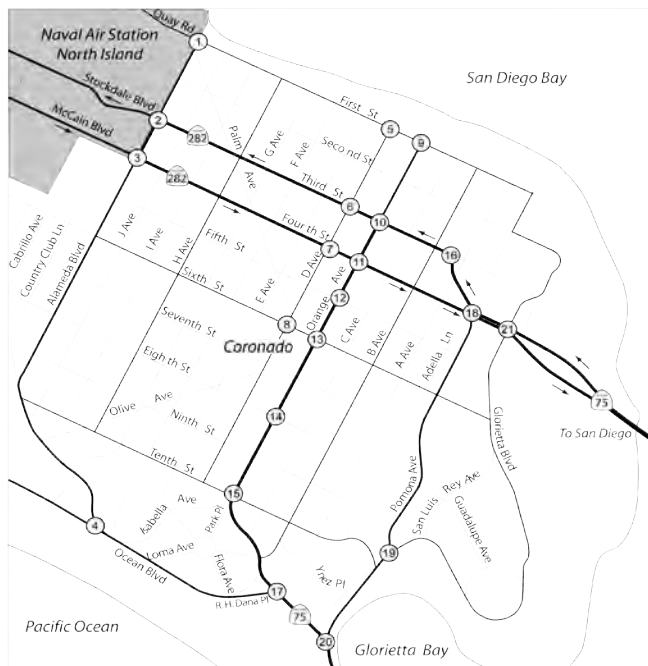 Quay Rd
1
Naval Air Station
North Island
San Diego Bay
Stockdale Blvd
First St
5
9
2
282
McCain Blvd
Palm
Ave
G Ave
F Ave
Second St
3
282
Third St
6
10
Fourth St
16
Cabrillo Ave
Country Club Ln
Alameda Blvd
J Ave
I Ave
H Ave
Fifth St
7
D Ave
11
Sixth St
E Ave
12
Orange Ave
18
21
Seventh St
8
Coronado
13
C Ave
B Ave
A Ave
Adella Ln
Eighth St
75
To San Diego
Olive Ave
14
Ninth St
Glorietta Blvd
Tenth St
15
Pomona Ave
San Luis Rey Ave
Guadalupe Ave
Isabella Ave
Park Pl
4
Loma Ave
19
Ocean Blvd
Flora Ave
Ynez Pl
R.H. Dana Pl
17
75
Pacific Ocean
20
Glorietta Bay